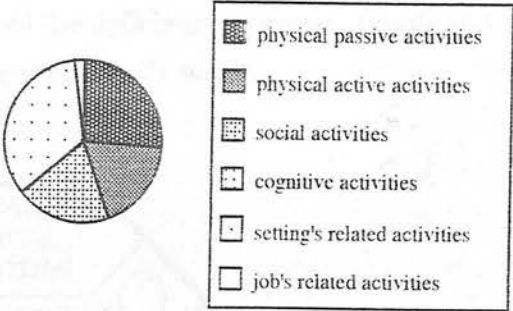 physical passive activities
physical active activities
social activities
cognitive activities
setting's related activities
job's related activities